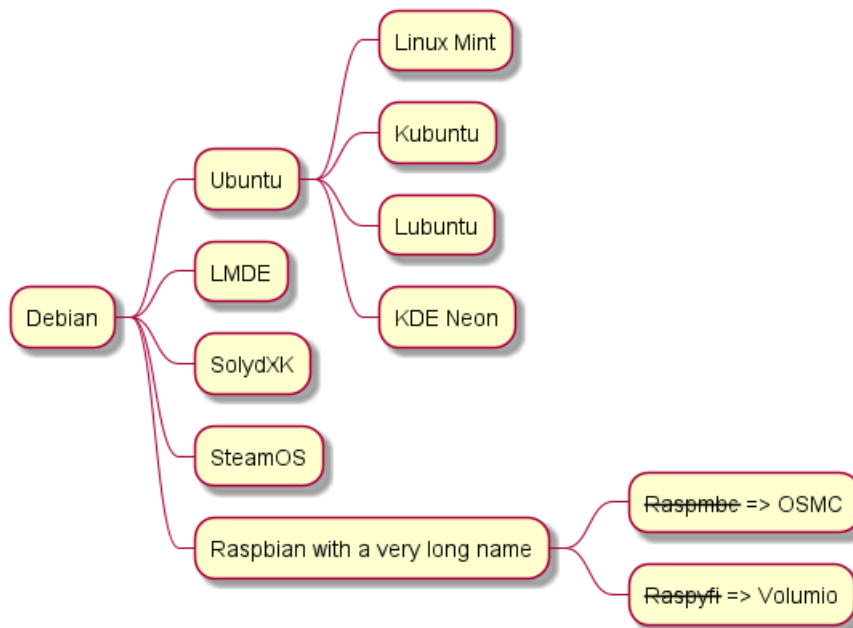 Debian
Ubuntu
Linux Mint
Kubuntu
Lubuntu
KDE Neon
LMDE
SolydXK
SteamOS
Raspbian with a very long name
Raspmbc => OSMC
Raspyfi => Volumio